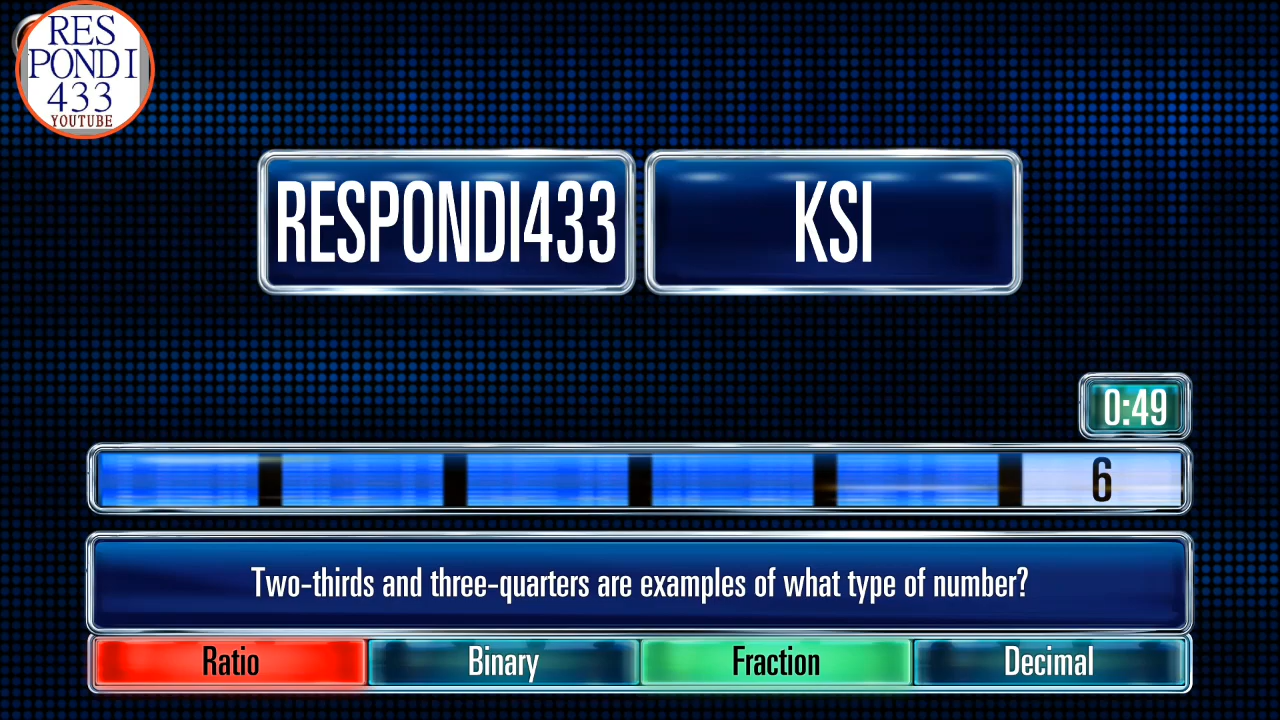 RES
PONDI
433
YOUTUBE
RESPONDI433
KSI
0:49
6
Two-thirds and three-quarters are examples of what type of number?
Ratio
Binary
Fraction
Decimal